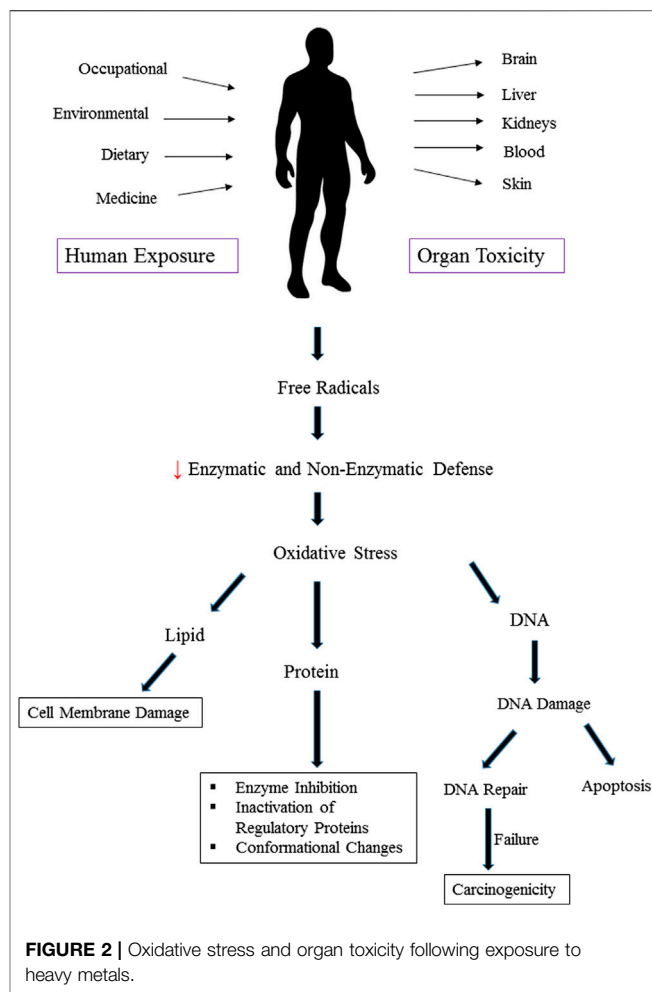 Occupational
Environmental
Dietary
Medicine
Human Exposure
Brain
Liver
Kidneys
Blood
Skin
Organ Toxicity
Free Radicals
↓ Enzymatic and Non-Enzymatic Defense
Oxidative Stress
Lipid
Cell Membrane Damage
Protein
▪ Enzyme Inhibition
▪ Inactivation of
Regulatory Proteins
▪ Conformational Changes
DNA
DNA Damage
DNA Repair
Apoptosis
Failure
Carcinogenicity
FIGURE 2 | Oxidative stress and organ toxicity following exposure to
heavy metals.